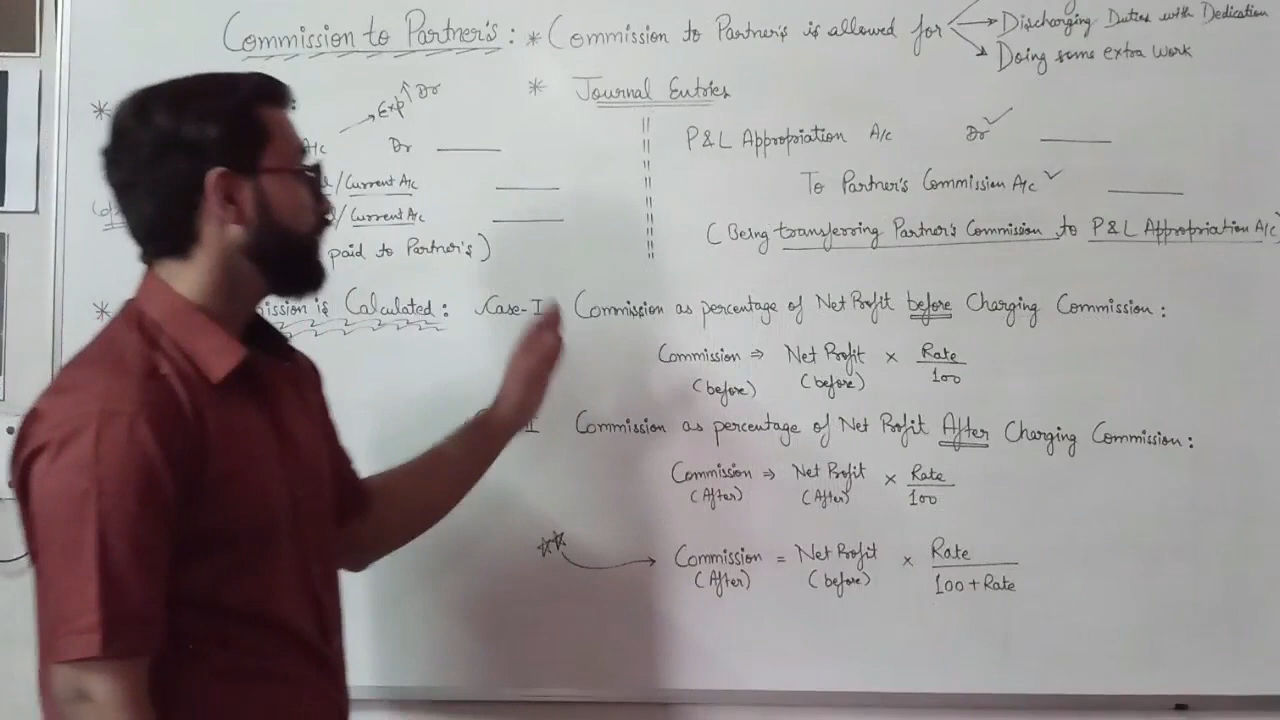 Commission to Partner's : * Commission to Partner's is allowed for → Discharging Duties with Dedication
→ Doing some extra work
* : → Exp ↑ Dr
* Journal Entries
A/c Dr
/Current A/c
/Current A/c
paid to Partner's )
P&L Appropriation A/c Dr ✓
To Partner's Commission A/c ✓
( Being transferring Partner's Commission to P&L Appropriation A/c
* is Calculated : Case-I Commission as percentage of Net Profit before Charging Commission :
Commission ⇒ Net Profit × Rate/100
(before) (before)
I Commission as percentage of Net Profit After Charging Commission :
Commission ⇒ Net Profit × Rate/100
(After) (After)
☆☆ → Commission = Net Profit × Rate/100+Rate
(After) (before)